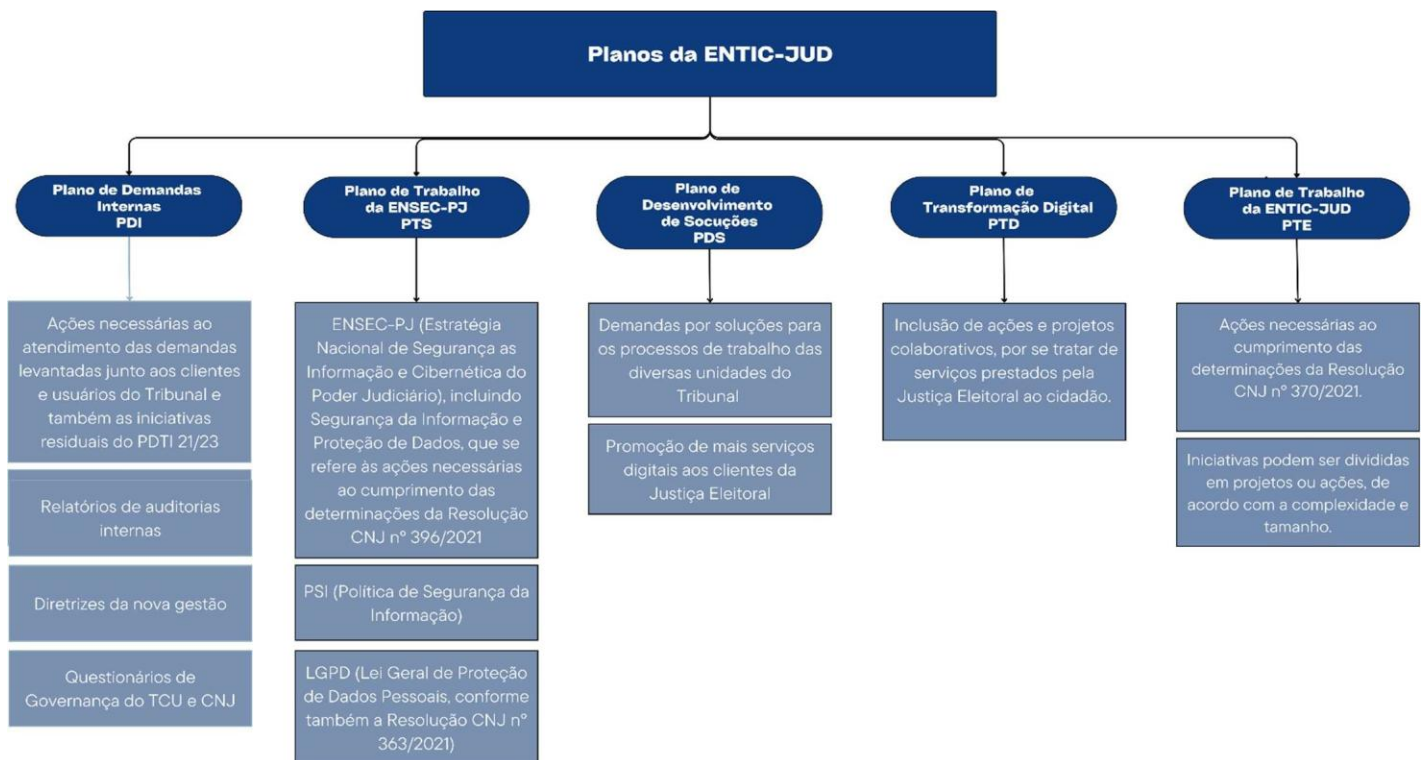 Planos da ENTIC-JUD
Plano de Demandas
Internas
PDI
Ações necessárias ao
atendimento das demandas
levantadas junto aos clientes
e usuários do Tribunal e
também as iniciativas
residuais do PDTI 21/23
Relatórios de auditorias
internas
Diretrizes da nova gestão
Questionários de
Governança do TCU e CNJ
Plano de Trabalho
da ENSEC-PJ
PTS
ENSEC-PJ (Estratégia
Nacional de Segurança as
Informação e Cibernética do
Poder Judiciário), incluindo
Segurança da Informação e
Proteção de Dados, que se
refere às ações necessárias
ao cumprimento das
determinações da Resolução
CNJ nº 396/2021
PSI (Política de Segurança da
Informação)
LGPD (Lei Geral de Proteção
de Dados Pessoais, conforme
também a Resolução CNJ nº
363/2021)
Plano de
Desenvolvimento
de Socuções
PDS
Demandas por soluções para
os processos de trabalho das
diversas unidades do
Tribunal
Promoção de mais serviços
digitais aos clientes da
Justiça Eleitoral
Plano de
Transformação Digital
PTD
Inclusão de ações e projetos
colaborativos, por se tratar de
serviços prestados pela
Justiça Eleitoral ao cidadão.
Plano de Trabalho
da ENTIC-JUD
PTE
Ações necessárias ao
cumprimento das
determinações da Resolução
CNJ nº 370/2021.
Iniciativas podem ser divididas
em projetos ou ações, de
acordo com a complexidade e
tamanho.